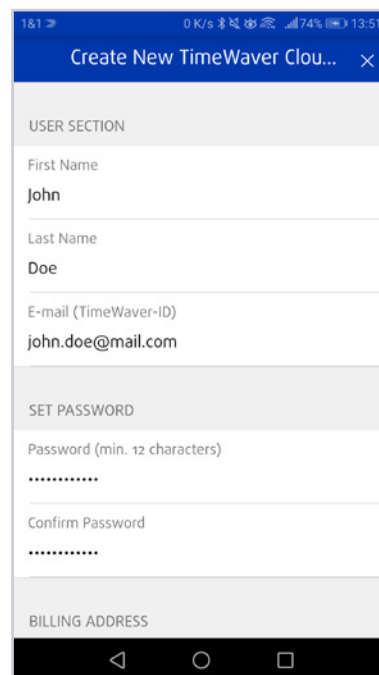 1&1 0 K/s 74% 13:51
Create New TimeWaver Clou... ×
USER SECTION
First Name
John
Last Name
Doe
E-mail (TimeWaver-ID)
john.doe@mail.com
SET PASSWORD
Password (min. 12 characters)
••••••••••••
Confirm Password
••••••••••••
BILLING ADDRESS